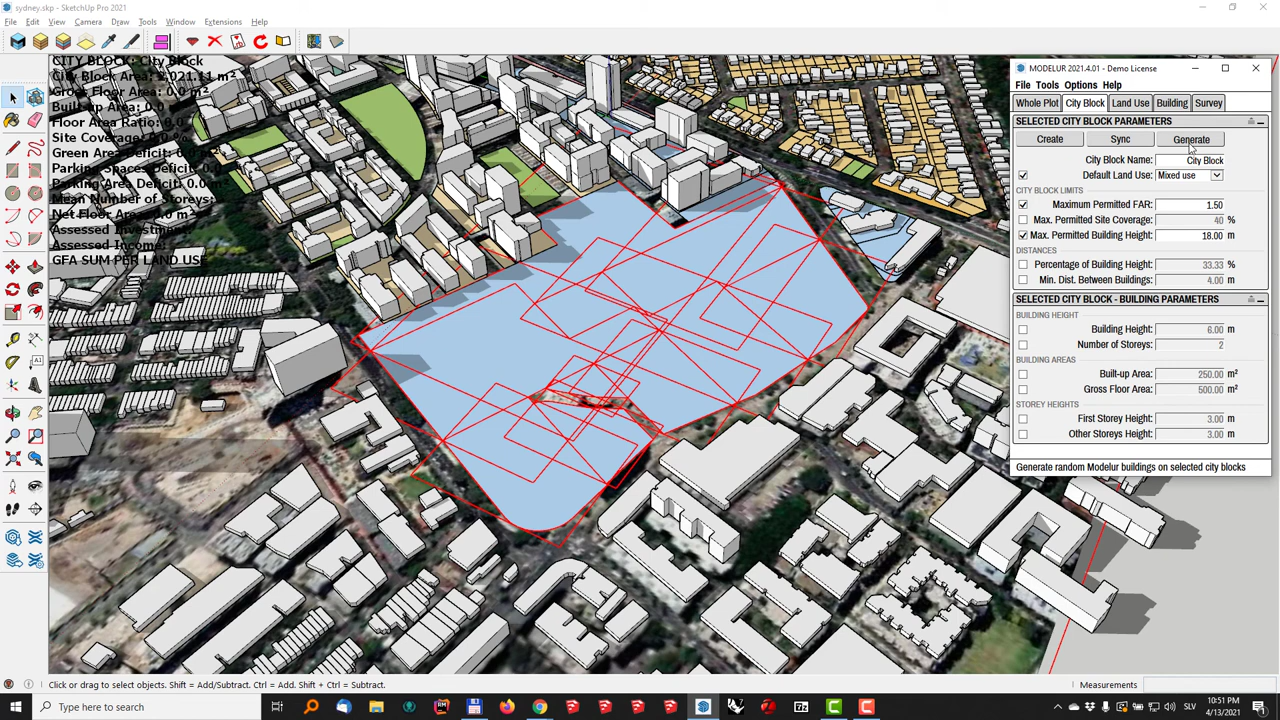 sydney.skp - SketchUp Pro 2021
File Edit View Camera Draw Tools Window Extensions Help
CITY BLOCK: City Block
Gross Floor Area: 0.0 m²
Built-up Area: 0.0 m²
Floor Area Ratio: 0.0
Site Coverage: 0.0 %
Green Area Deficit: 0.0 m²
Parking Spaces Deficit: 0.0
Parking Area Deficit: 0.0 m²
Mean Number of Storeys:
Net Floor Area: 0.0 m²
Assessed Investment:
Assessed Income:
GFA SUM PER LAND USE
MODELUR 2021.4.01 - Demo License
File Tools Options Help
Whole Plot City Block Land Use Building Survey
SELECTED CITY BLOCK PARAMETERS
Create Sync Generate
City Block Name: City Block
Default Land Use: Mixed use
CITY BLOCK LIMITS
Maximum Permitted FAR: 1.50
Max. Permitted Site Coverage: 40 %
Max. Permitted Building Height: 18.00 m
DISTANCES
Percentage of Building Height: 33.33 %
Min. Dist. Between Buildings: 4.00 m
SELECTED CITY BLOCK - BUILDING PARAMETERS
BUILDING HEIGHT
Building Height: 6.00 m
Number of Storeys: 2
BUILDING AREAS
Built-up Area: 250.00 m²
Gross Floor Area: 500.00 m²
STOREY HEIGHTS
First Storey Height: 3.00 m
Other Storeys Height: 3.00 m
Generate random Modelur buildings on selected city blocks
Click or drag to select objects. Shift = Add/Subtract. Ctrl = Add. Shift + Ctrl = Subtract.
Measurements
Type here to search
SLV
10:51 PM
4/13/2021